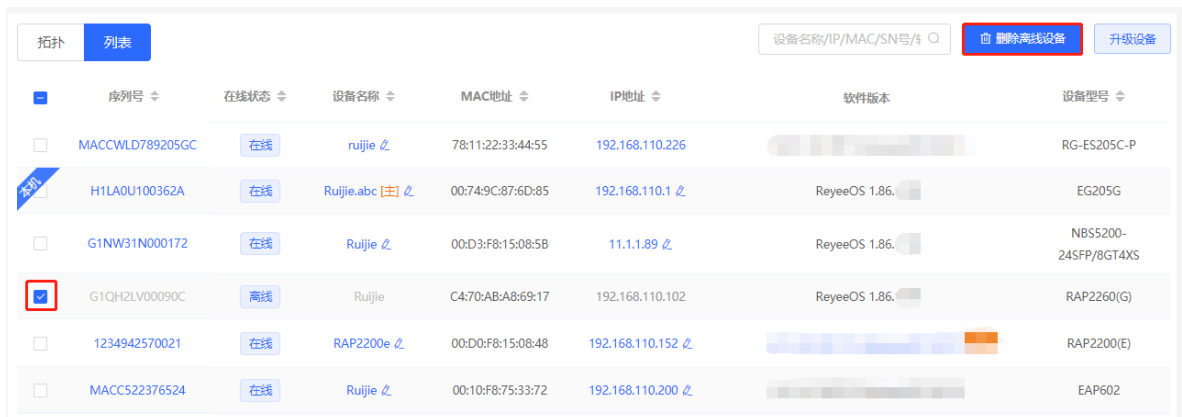 拓扑 列表 设备名称/IP/MAC/SN号/ 删除离线设备 升级设备
序列号 在线状态 设备名称 MAC地址 IP地址 软件版本 设备型号
MACCWLD789205GC 在线 ruijie 78:11:22:33:44:55 192.168.110.226 RG-ES205C-P
本机 H1LA0U100362A 在线 Ruijie.abc [主] 00:74:9C:87:6D:85 192.168.110.1 ReyeeOS 1.86. EG205G
G1NW31N000172 在线 Ruijie 00:D3:F8:15:08:5B 11.1.1.89 ReyeeOS 1.86. NBS5200-
24SFP/8GT4XS
G1QH2LV00090C 离线 Ruijie C4:70:AB:A8:69:17 192.168.110.102 ReyeeOS 1.86. RAP2260(G)
1234942570021 在线 RAP2200e 00:D0:F8:15:08:48 192.168.110.152 RAP2200(E)
MACC522376524 在线 Ruijie 00:10:F8:75:33:72 192.168.110.200 EAP602